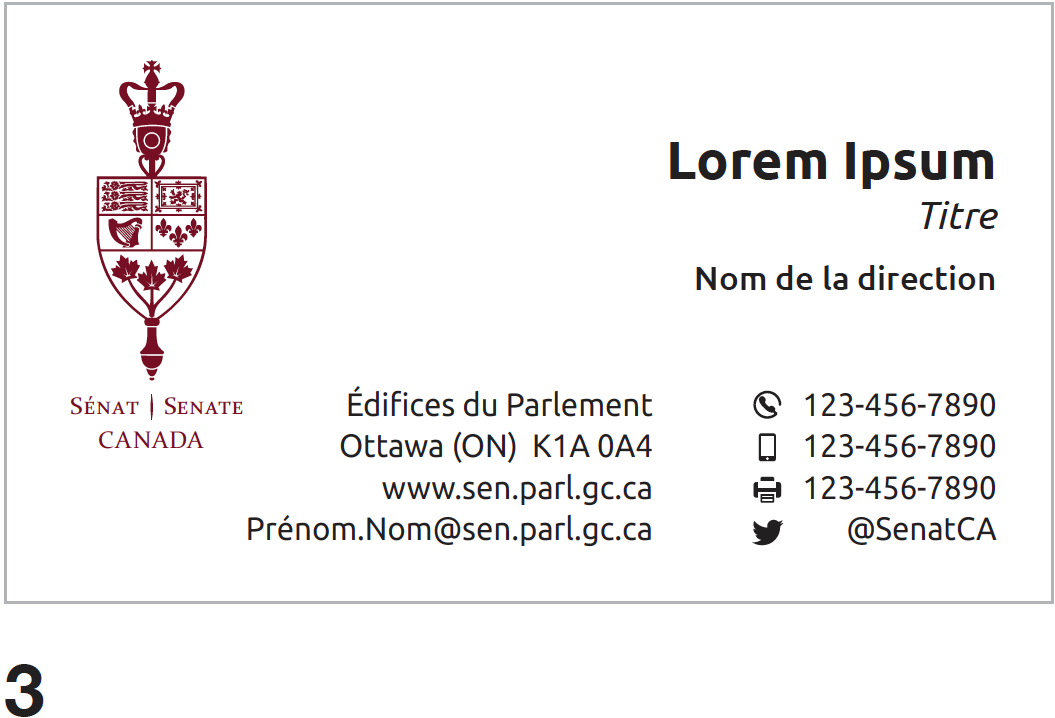 Lorem Ipsum
Titre
Nom de la direction
SÉNAT | SENATE
CANADA
Édifices du Parlement
Ottawa (ON) K1A 0A4
www.sen.parl.gc.ca
Prénom.Nom@sen.parl.gc.ca
123-456-7890
123-456-7890
123-456-7890
@SenatCA
3